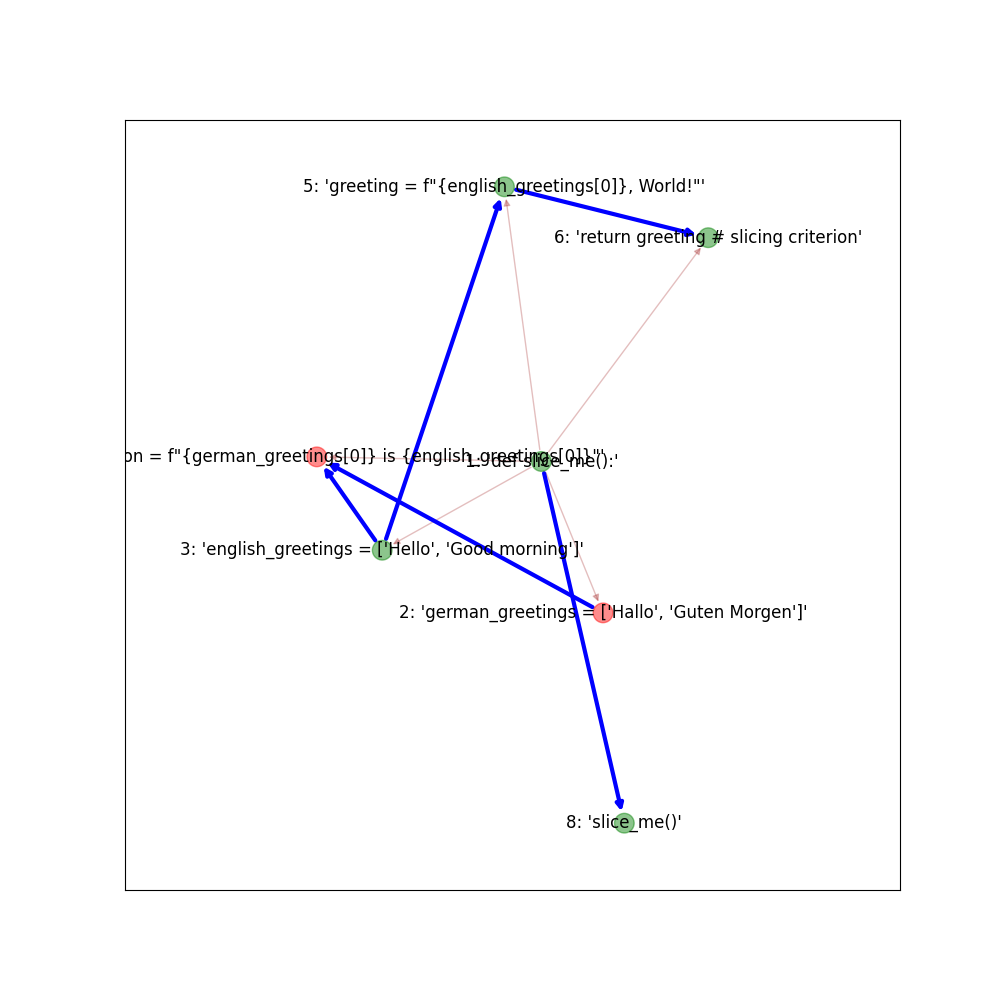 5: 'greeting = f"{english_greetings[0]}, World!"'
6: 'return greeting # slicing criterion'
on = f"{german_greetings[0]} is {english_greetings[0]}"'
1: 'def slice_me():'
3: 'english_greetings = ['Hello', 'Good morning']'
2: 'german_greetings = ['Hallo', 'Guten Morgen']'
8: 'slice_me()'